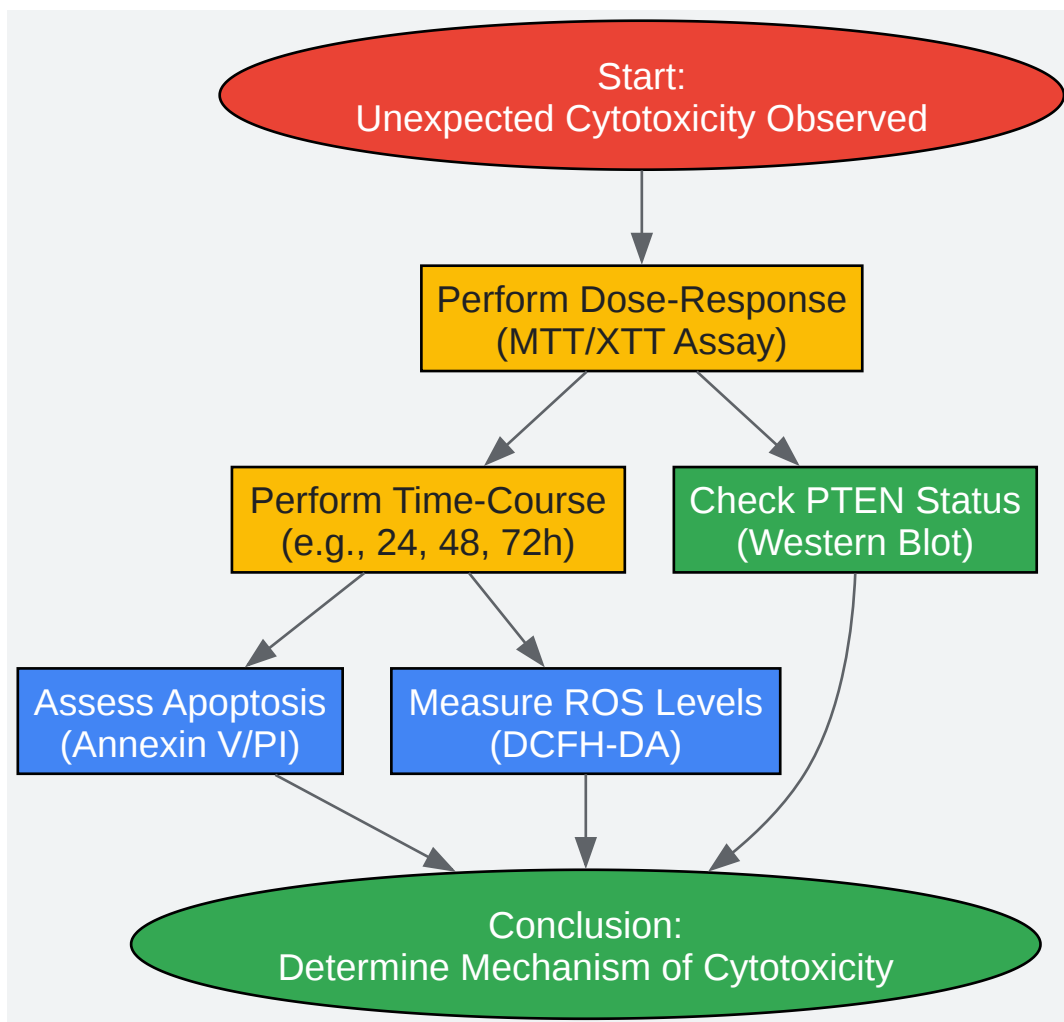 Start:
Unexpected Cytotoxicity Observed
Perform Dose-Response
(MTT/XTT Assay)
Perform Time-Course
(e.g., 24, 48, 72h)
Check PTEN Status
(Western Blot)
Assess Apoptosis
(Annexin V/PI)
Measure ROS Levels
(DCFH-DA)
Conclusion:
Determine Mechanism of Cytotoxicity